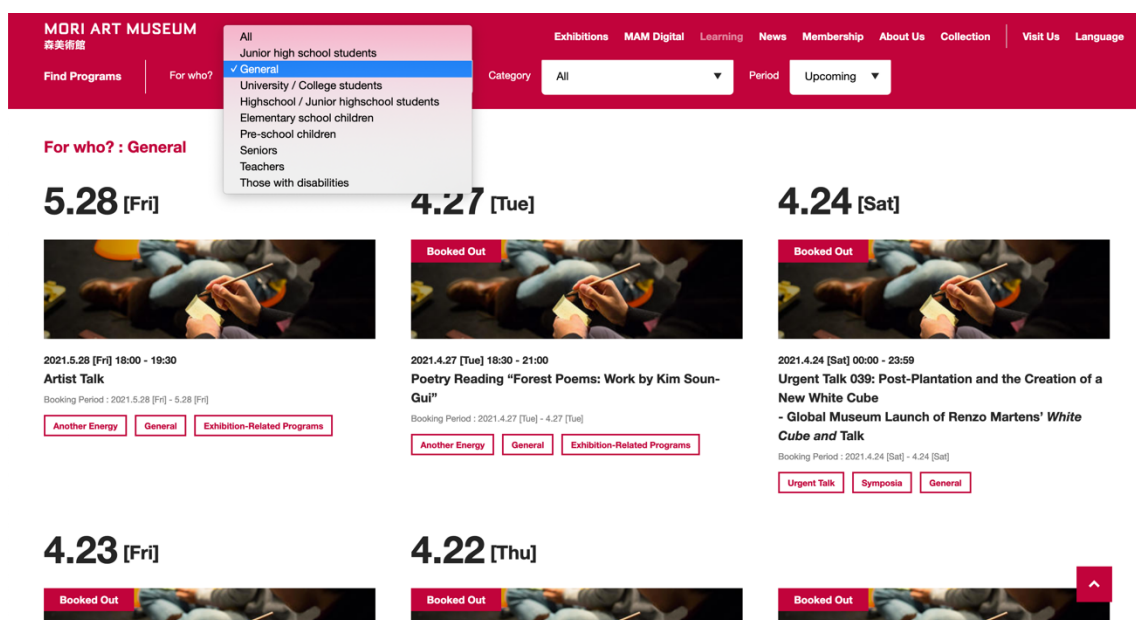 MORI ART MUSEUM
森美術館
Exhibitions MAM Digital Learning News Membership About Us Collection Visit Us Language
Find Programs For who?
All
Junior high school students
✓ General
University / College students
Highschool / Junior highschool students
Elementary school children
Pre-school children
Seniors
Teachers
Those with disabilities
Category All ▼ Period Upcoming ▼
For who? : General
5.28 [Fri]
2021.5.28 [Fri] 18:00 - 19:30
Artist Talk
Booking Period : 2021.5.28 [Fri] - 5.28 [Fri]
Another Energy General Exhibition-Related Programs
4.27 [Tue]
Booked Out
2021.4.27 [Tue] 18:30 - 21:00
Poetry Reading “Forest Poems: Work by Kim Soun-
Gui”
Booking Period : 2021.4.27 [Tue] - 4.27 [Tue]
Another Energy General Exhibition-Related Programs
4.24 [Sat]
Booked Out
2021.4.24 [Sat] 00:00 - 23:59
Urgent Talk 039: Post-Plantation and the Creation of a
New White Cube
- Global Museum Launch of Renzo Martens’ White
Cube and Talk
Booking Period : 2021.4.24 [Sat] - 4.24 [Sat]
Urgent Talk Symposia General
4.23 [Fri]
Booked Out
4.22 [Thu]
Booked Out
Booked Out